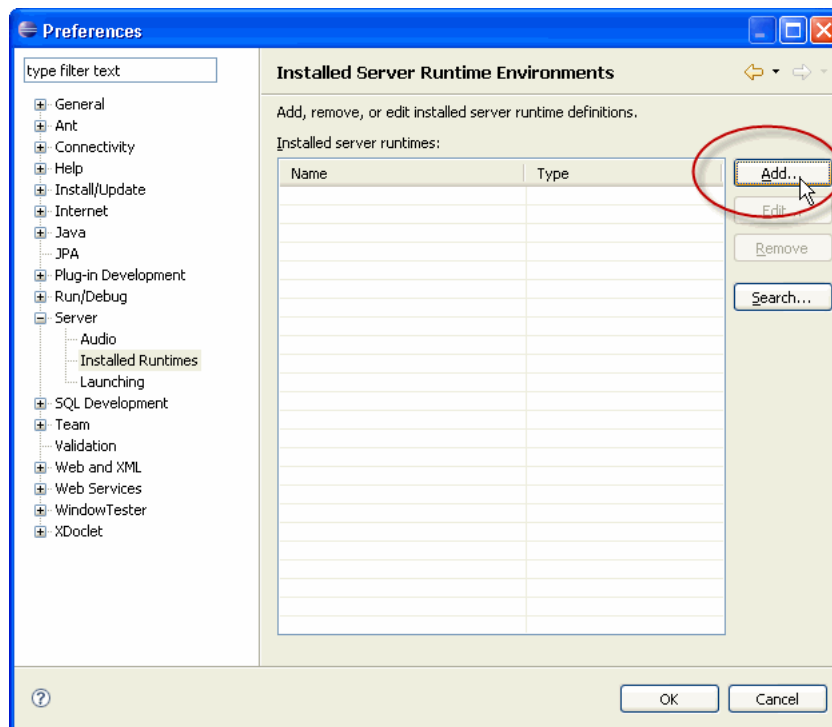 Preferences
type filter text
General
Ant
Connectivity
Help
Install/Update
Internet
Java
JPA
Plug-in Development
Run/Debug
Server
Audio
Installed Runtimes
Launching
SQL Development
Team
Validation
Web and XML
Web Services
WindowTester
XDoclet
Installed Server Runtime Environments
Add, remove, or edit installed server runtime definitions.
Installed server runtimes:
Name Type
Add...
Edit...
Remove
Search...
OK Cancel